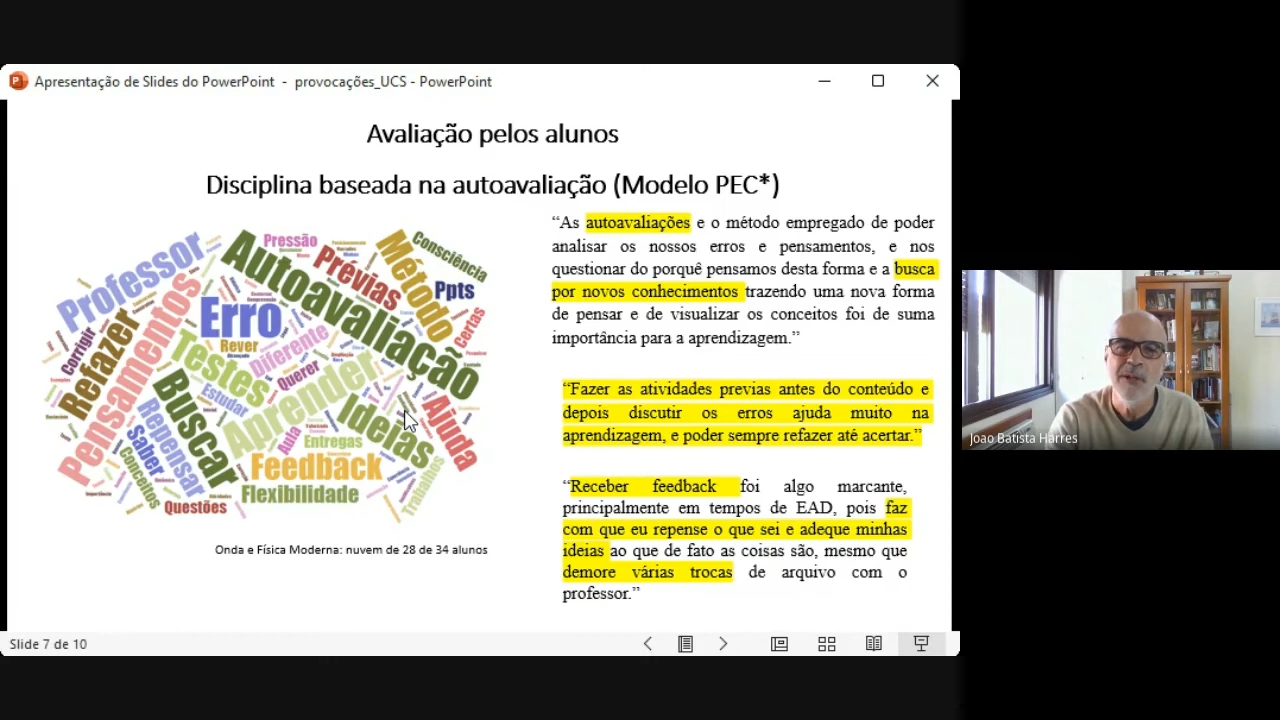 Apresentação de Slides do PowerPoint - provocações_UCS - PowerPoint
Avaliação pelos alunos
Disciplina baseada na autoavaliação (Modelo PEC*)
Professor
Pressão
Consciência
Autoavaliação
Prévias
Método
Ppts
Erro
Certas
Corrigir
Refazer
Pensamentos
Rever
Diferente
Testes
Querer
Estudar
Buscar
Aprender
Repensar
Saber
Conceitos
Aula
Ideias
Ajuda
Entregas
Feedback
Flexibilidade
Trabalhos
Questões
Onda e Física Moderna: nuvem de 28 de 34 alunos
“As autoavaliações e o método empregado de poder
analisar os nossos erros e pensamentos, e nos
questionar do porquê pensamos desta forma e a busca
por novos conhecimentos trazendo uma nova forma
de pensar e de visualizar os conceitos foi de suma
importância para a aprendizagem.”
“Fazer as atividades previas antes do conteúdo e
depois discutir os erros ajuda muito na
aprendizagem, e poder sempre refazer até acertar.”
“Receber feedback foi algo marcante,
principalmente em tempos de EAD, pois faz
com que eu repense o que sei e adeque minhas
ideias ao que de fato as coisas são, mesmo que
demore várias trocas de arquivo com o
professor.”
Joao Batista Harres
Slide 7 de 10